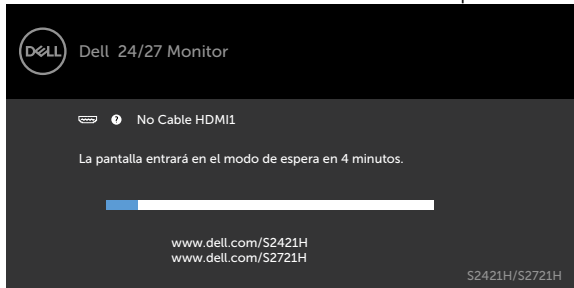 DELL
Dell 24/27 Monitor
No Cable HDMI1
La pantalla entrará en el modo de espera en 4 minutos.
www.dell.com/S2421H
www.dell.com/S2721H
S2421H/S2721H